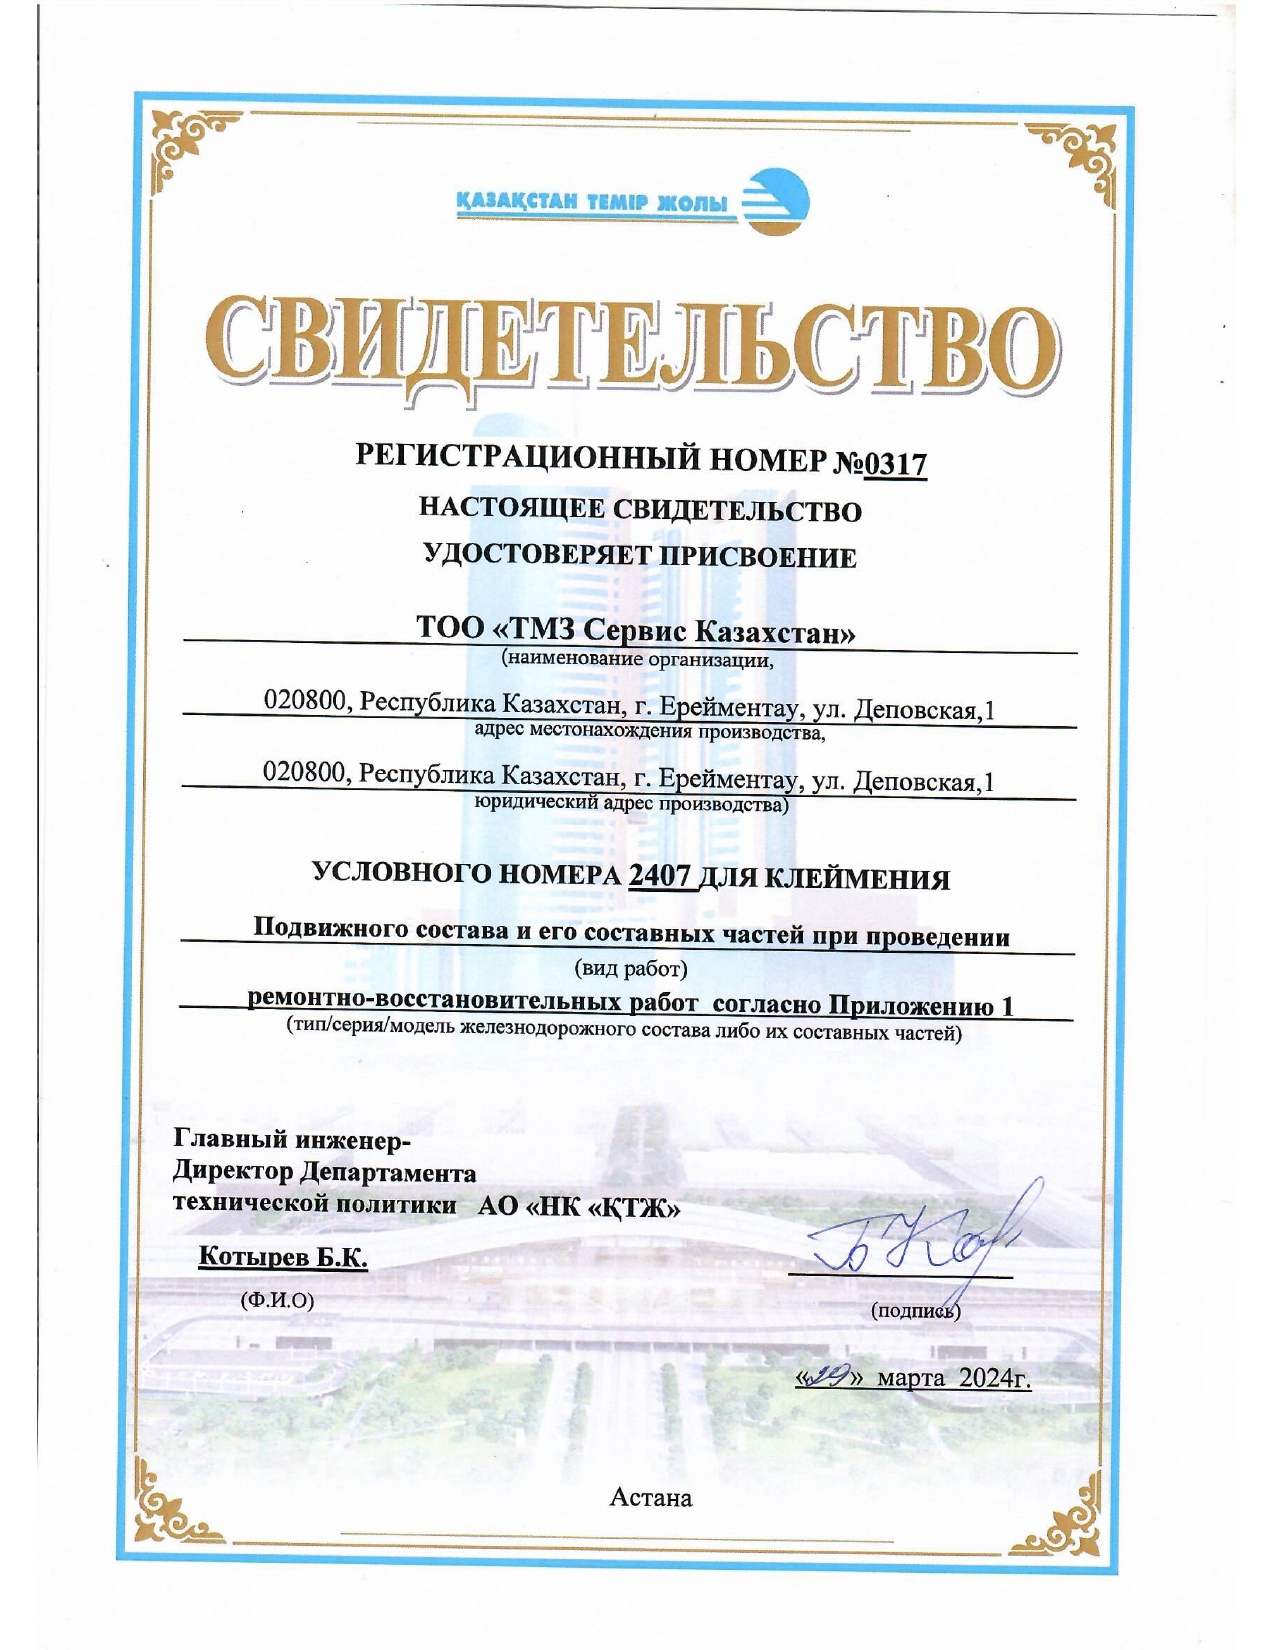 ҚАЗАҚСТАН ТЕМІР ЖОЛЫ
СВИДЕТЕЛЬСТВО
РЕГИСТРАЦИОННЫЙ НОМЕР №0317
НАСТОЯЩЕЕ СВИДЕТЕЛЬСТВО
УДОСТОВЕРЯЕТ ПРИСВОЕНИЕ
ТОО «ТМЗ Сервис Казахстан»
(наименование организации,
020800, Республика Казахстан, г. Ерейментау, ул. Деповская,1
адрес местонахождения производства,
020800, Республика Казахстан, г. Ерейментау, ул. Деповская,1
юридический адрес производства)
УСЛОВНОГО НОМЕРА 2407 ДЛЯ КЛЕЙМЕНИЯ
Подвижного состава и его составных частей при проведении
(вид работ)
ремонтно-восстановительных работ согласно Приложению 1
(тип/серия/модель железнодорожного состава либо их составных частей)
Главный инженер-
Директор Департамента
технической политики АО «НК «ҚТЖ»
Котырев Б.К.
(Ф.И.О)
(подпись)
«29» марта 2024г.
Астана